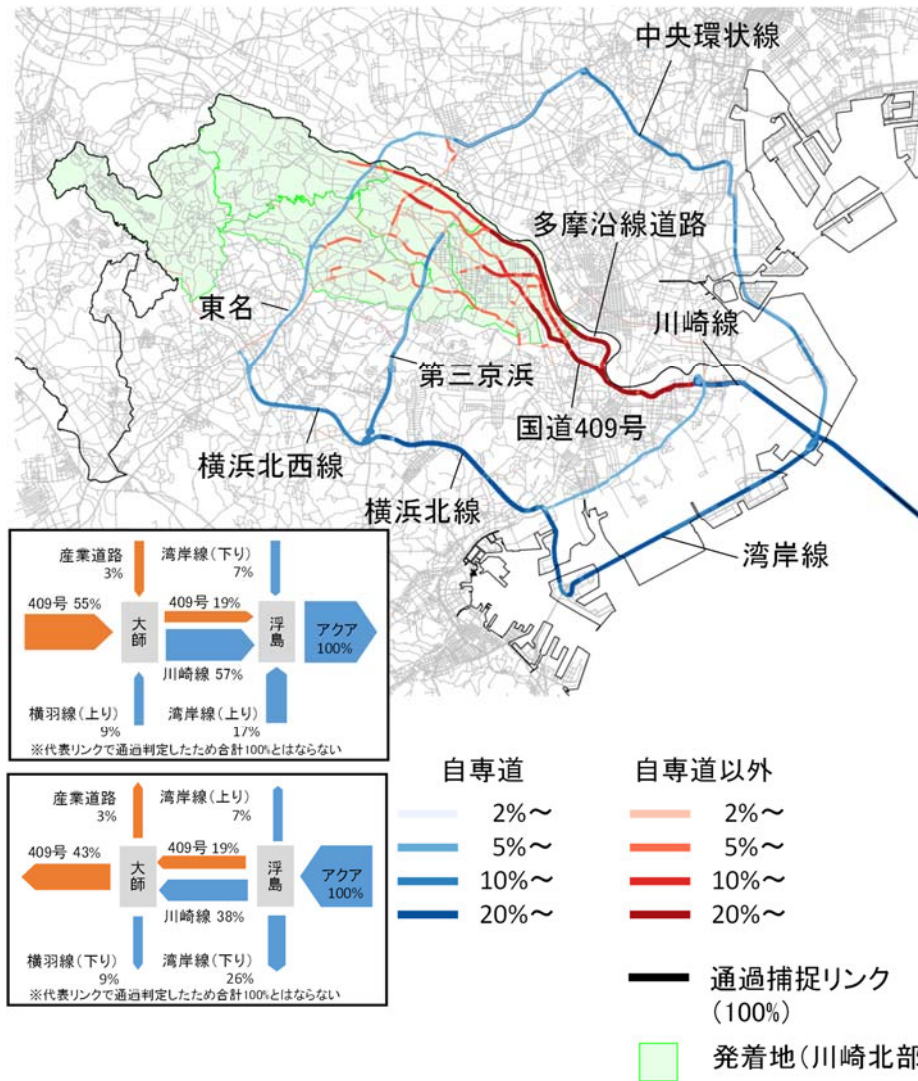 中央環状線
多摩沿線道路
川崎線
東名
第三京浜
国道409号
横浜北西線
横浜北線
湾岸線
産業道路
3%
湾岸線(下り)
7%
409号 55%
409号 19%
大師
浮島
アクア
100%
川崎線 57%
横羽線(上り)
9%
湾岸線(上り)
17%
※代表リンクで通過判定したため合計100%とはならない
産業道路
3%
湾岸線(上り)
7%
409号 43%
409号 19%
大師
浮島
アクア
100%
川崎線 38%
横羽線(下り)
9%
湾岸線(下り)
26%
※代表リンクで通過判定したため合計100%とはならない
自専道
2%～
5%～
10%～
20%～
自専道以外
2%～
5%～
10%～
20%～
通過捕捉リンク
(100%)
発着地(川崎北部